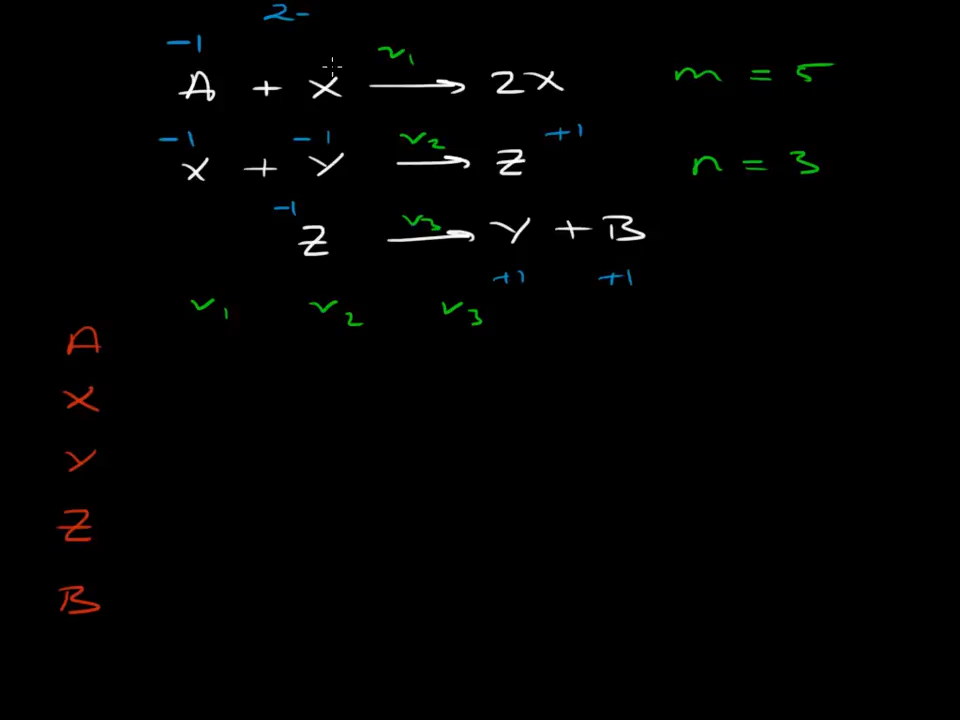 2-
-1
A + X v1 → 2X m = 5
-1 -1 +1
X + Y v2 → Z n = 3
-1
Z v3 → Y + B
+1 +1
v1 v2 v3
A
X
Y
Z
B